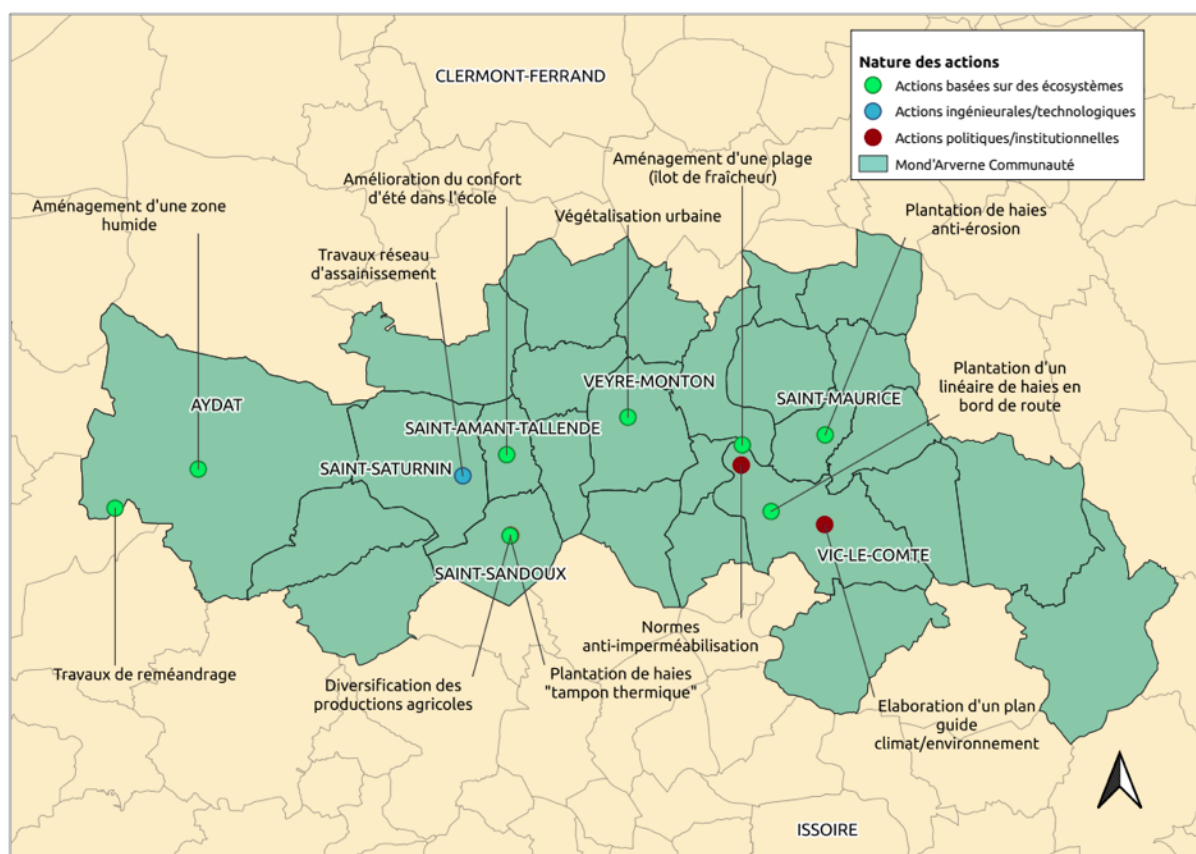 CLERMONT-FERRAND
Nature des actions
Actions basées sur des écosystèmes
Actions ingénieurales/technologiques
Actions politiques/institutionnelles
Mond'Arverne Communauté
Aménagement d'une zone
humide
Amélioration du confort
d'été dans l'école
Travaux réseau
d'assainissement
Végétalisation urbaine
Aménagement d'une plage
(îlot de fraîcheur)
Plantation de haies
anti-érosion
Plantation d'un
linéaire de haies en
bord de route
AYDAT
SAINT-SATURNIN
SAINT-AMANT-TALLENDE
VEYRE-MONTON
SAINT-MAURICE
SAINT-SANDOUX
VIC-LE-COMTE
Travaux de reméandrage
Diversification des
productions agricoles
Plantation de haies
"tampon thermique"
Normes
anti-imperméabilisation
Elaboration d'un plan
guide
climat/environnement
ISSOIRE